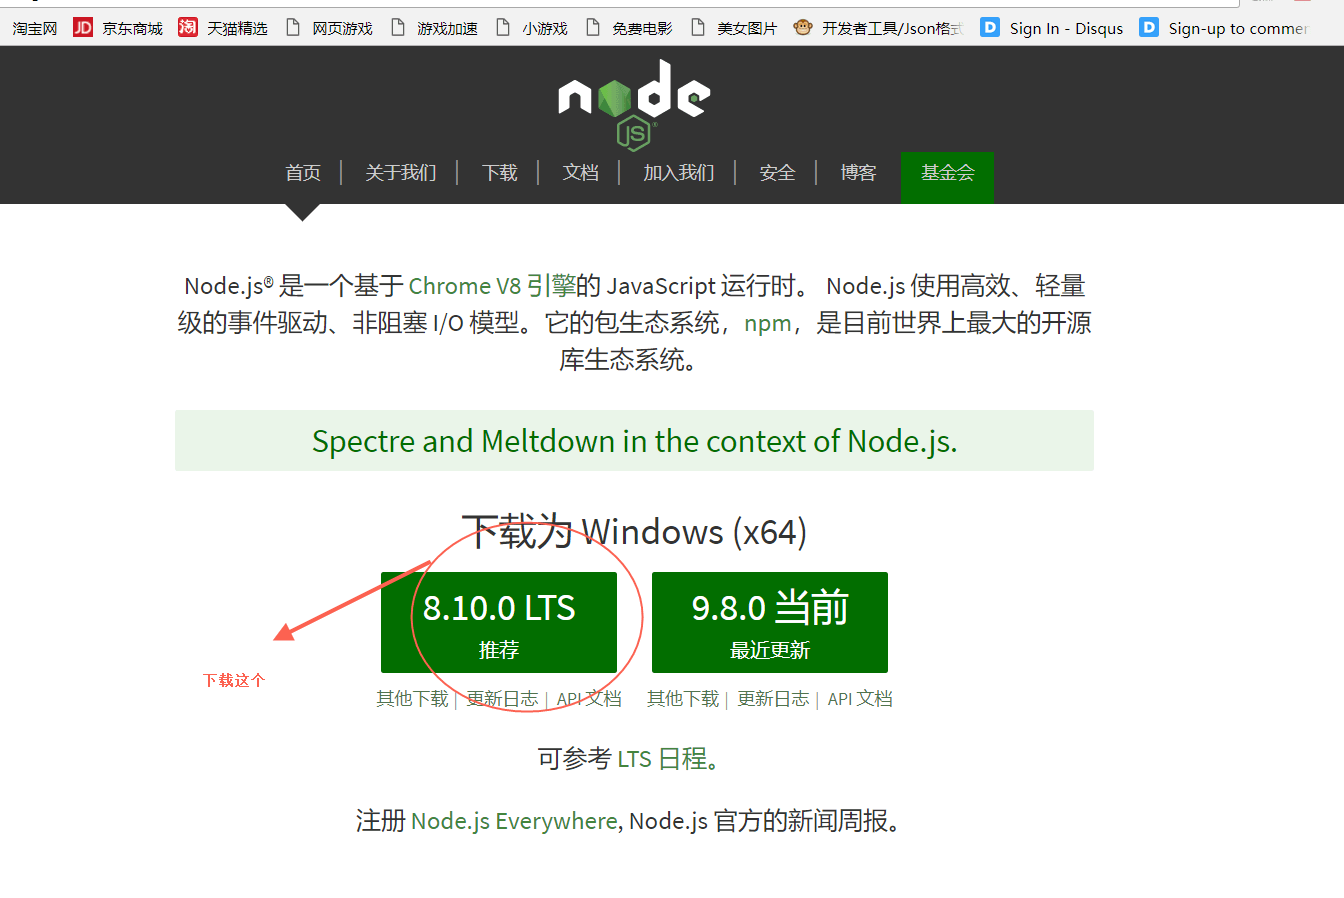 淘宝网 JD 京东商城 淘 天猫精选 网页游戏 游戏加速 小游戏 免费电影 美女图片 开发者工具/Json格式 D Sign In - Disqus D Sign-up to commer
node
JS®
首页 关于我们 下载 文档 加入我们 安全 博客 基金会
Node.js® 是一个基于 Chrome V8 引擎的 JavaScript 运行时。 Node.js 使用高效、轻量
级的事件驱动、非阻塞 I/O 模型。它的包生态系统，npm，是目前世界上最大的开源
库生态系统。
Spectre and Meltdown in the context of Node.js.
下载为 Windows (x64)
8.10.0 LTS
推荐
9.8.0 当前
最近更新
下载这个
其他下载 | 更新日志 | API 文档
其他下载 | 更新日志 | API 文档
可参考 LTS 日程。
注册 Node.js Everywhere, Node.js 官方的新闻周报。